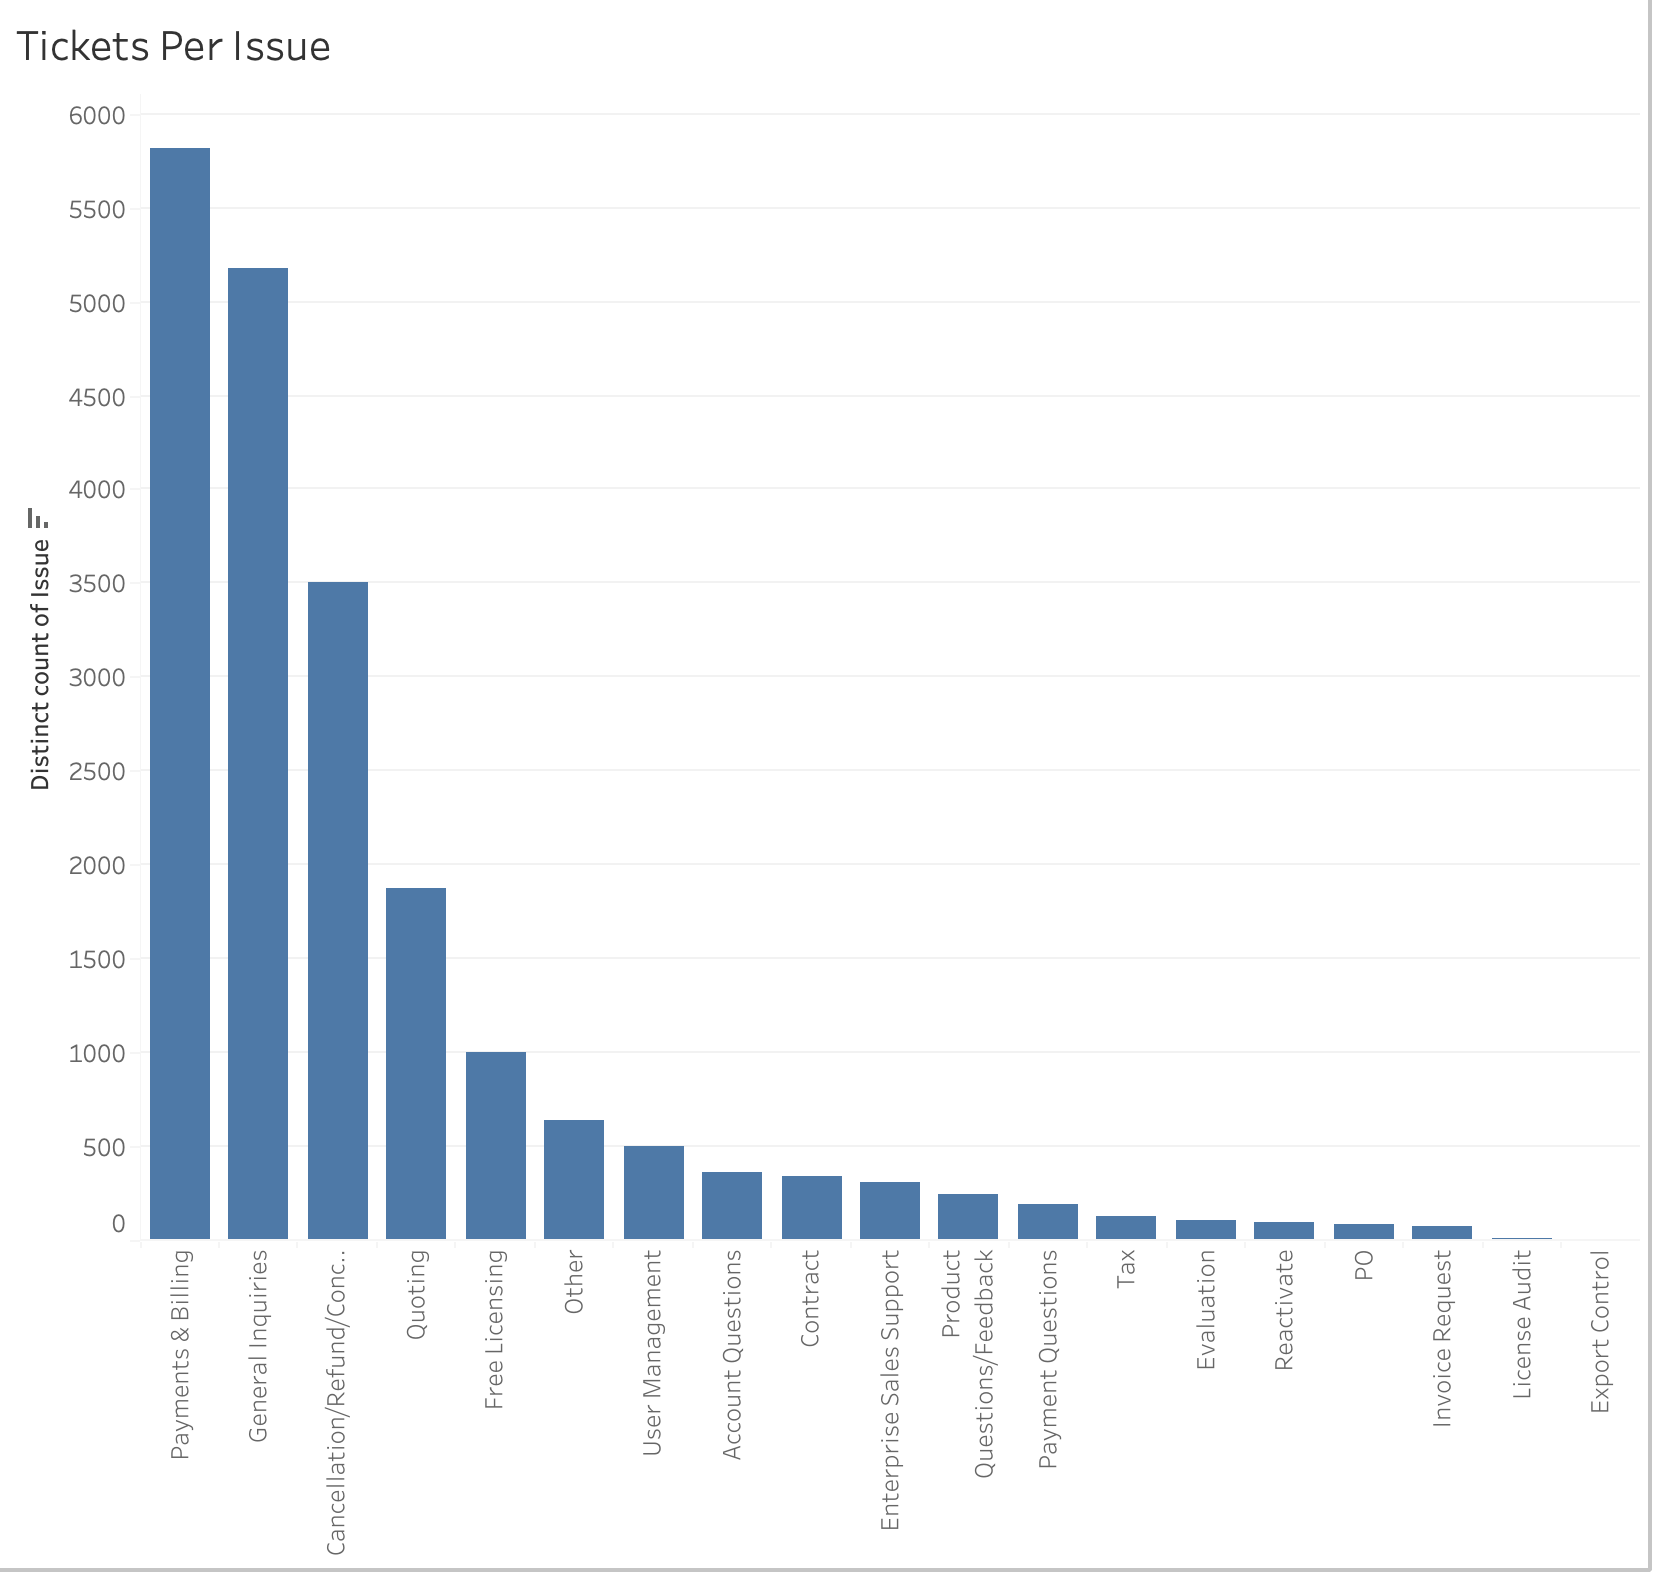 Tickets Per Issue
6000
5500
5000
4500
4000
3500
3000
2500
2000
1500
1000
500
0
Distinct count of Issue
Payments & Billing
General Inquiries
Cancellation/Refund/Conc..
Quoting
Free Licensing
Other
User Management
Account Questions
Contract
Enterprise Sales Support
Product
Questions/Feedback
Payment Questions
Tax
Evaluation
Reactivate
PO
Invoice Request
License Audit
Export Control